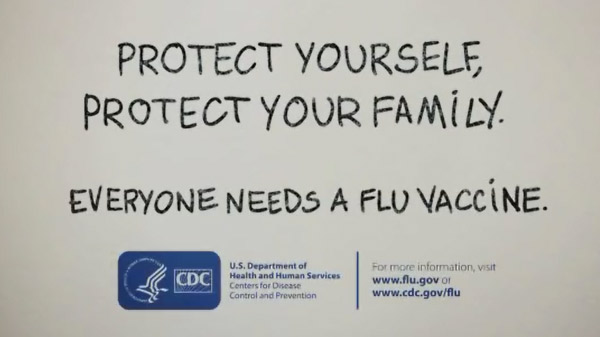 PROTECT YOURSELF,
PROTECT YOUR FAMILY.
EVERYONE NEEDS A FLU VACCINE.
CDC
U.S. Department of
Health and Human Services
Centers for Disease
Control and Prevention
For more information, visit
www.flu.gov or
www.cdc.gov/flu